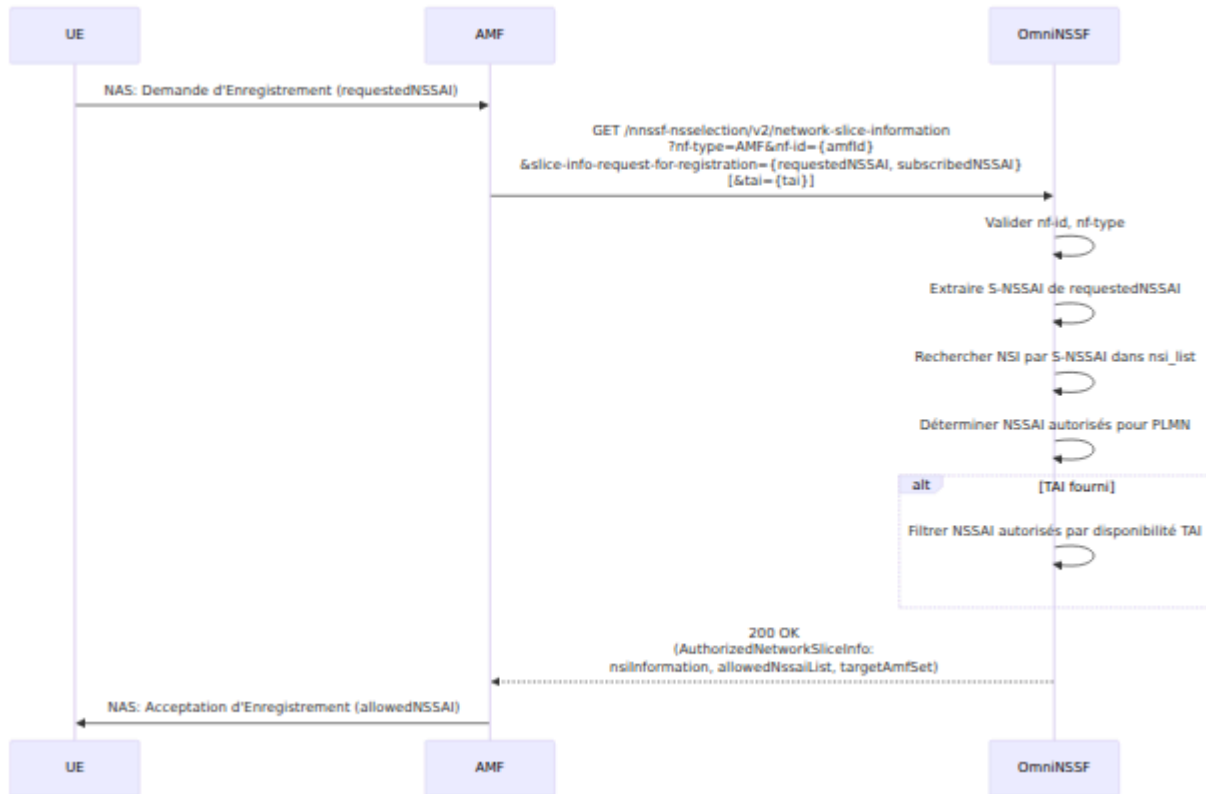 UE
AMF
OmniNSSF
NAS: Demande d'Enregistrement (requestedNSSAI)
GET /nnssf-nsselection/v2/network-slice-information
?nf-type=AMF&nf-id={amfId}
&slice-info-request-for-registration={requestedNSSAI, subscribedNSSAI}
[&tai={tai}]
Valider nf-id, nf-type
Extraire S-NSSAI de requestedNSSAI
Rechercher NSI par S-NSSAI dans nsi_list
Déterminer NSSAI autorisés pour PLMN
alt
[TAI fourni]
Filtrer NSSAI autorisés par disponibilité TAI
200 OK
(AuthorizedNetworkSliceInfo:
nsiInformation, allowedNssaiList, targetAmfSet)
NAS: Acceptation d'Enregistrement (allowedNSSAI)
UE
AMF
OmniNSSF